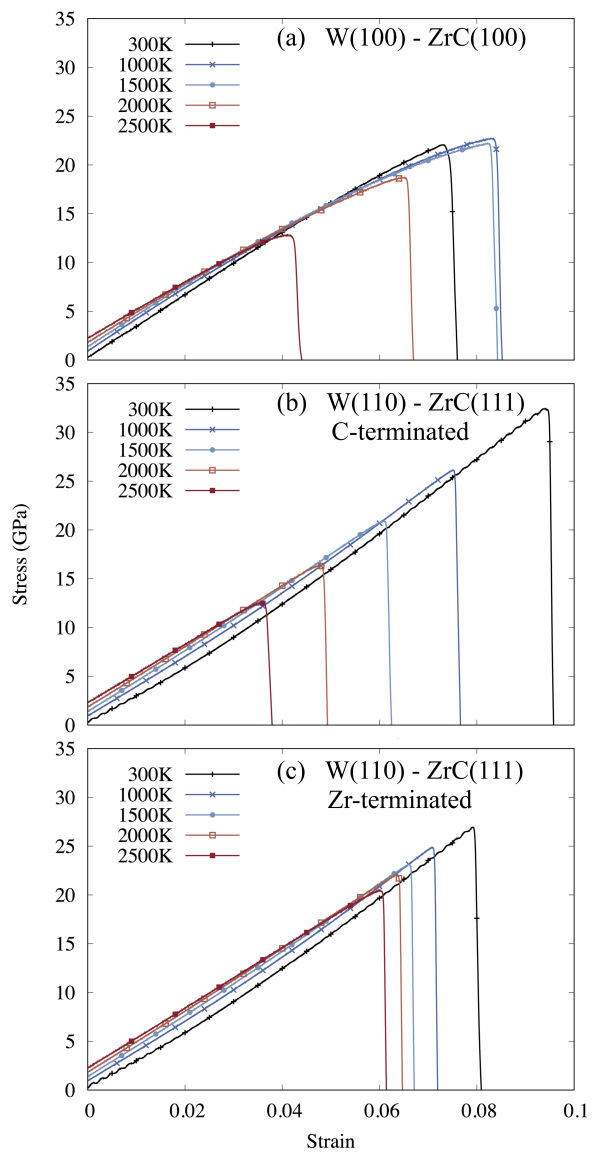 (a) W(100) - ZrC(100)
300K
1000K
1500K
2000K
2500K
35
30
25
20
15
10
5
0
(b) W(110) - ZrC(111)
C-terminated
300K
1000K
1500K
2000K
2500K
35
30
25
20
15
10
5
0
Stress (GPa)
(c) W(110) - ZrC(111)
Zr-terminated
300K
1000K
1500K
2000K
2500K
35
30
25
20
15
10
5
0
0 0.02 0.04 0.06 0.08 0.1
Strain